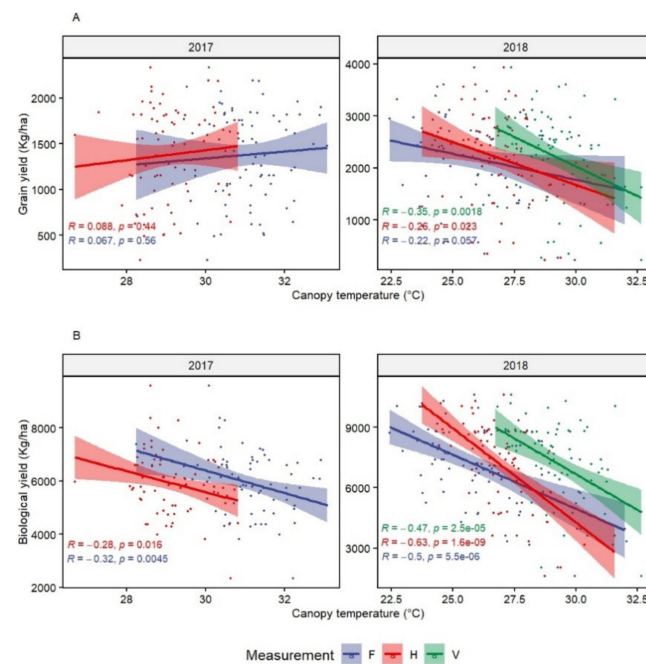 A
2017
2018
Grain yield (Kg/ha)
2000
1500
1000
500
R = 0.088, p = 0.44
R = 0.067, p = 0.56
28
30
32
4000
3000
2000
1000
R = −0.35, p = 0.0018
R = −0.26, p = 0.023
R = −0.22, p = 0.057
22.5
25.0
27.5
30.0
32.5
Canopy temperature (°C)
B
2017
2018
Biological yield (Kg/ha)
8000
6000
4000
2000
R = −0.28, p = 0.016
R = −0.32, p = 0.0045
28
30
32
9000
6000
3000
R = −0.47, p = 2.5e-05
R = −0.63, p = 1.6e-09
R = −0.5, p = 5.5e-06
22.5
25.0
27.5
30.0
32.5
Canopy temperature (°C)
Measurement F H V